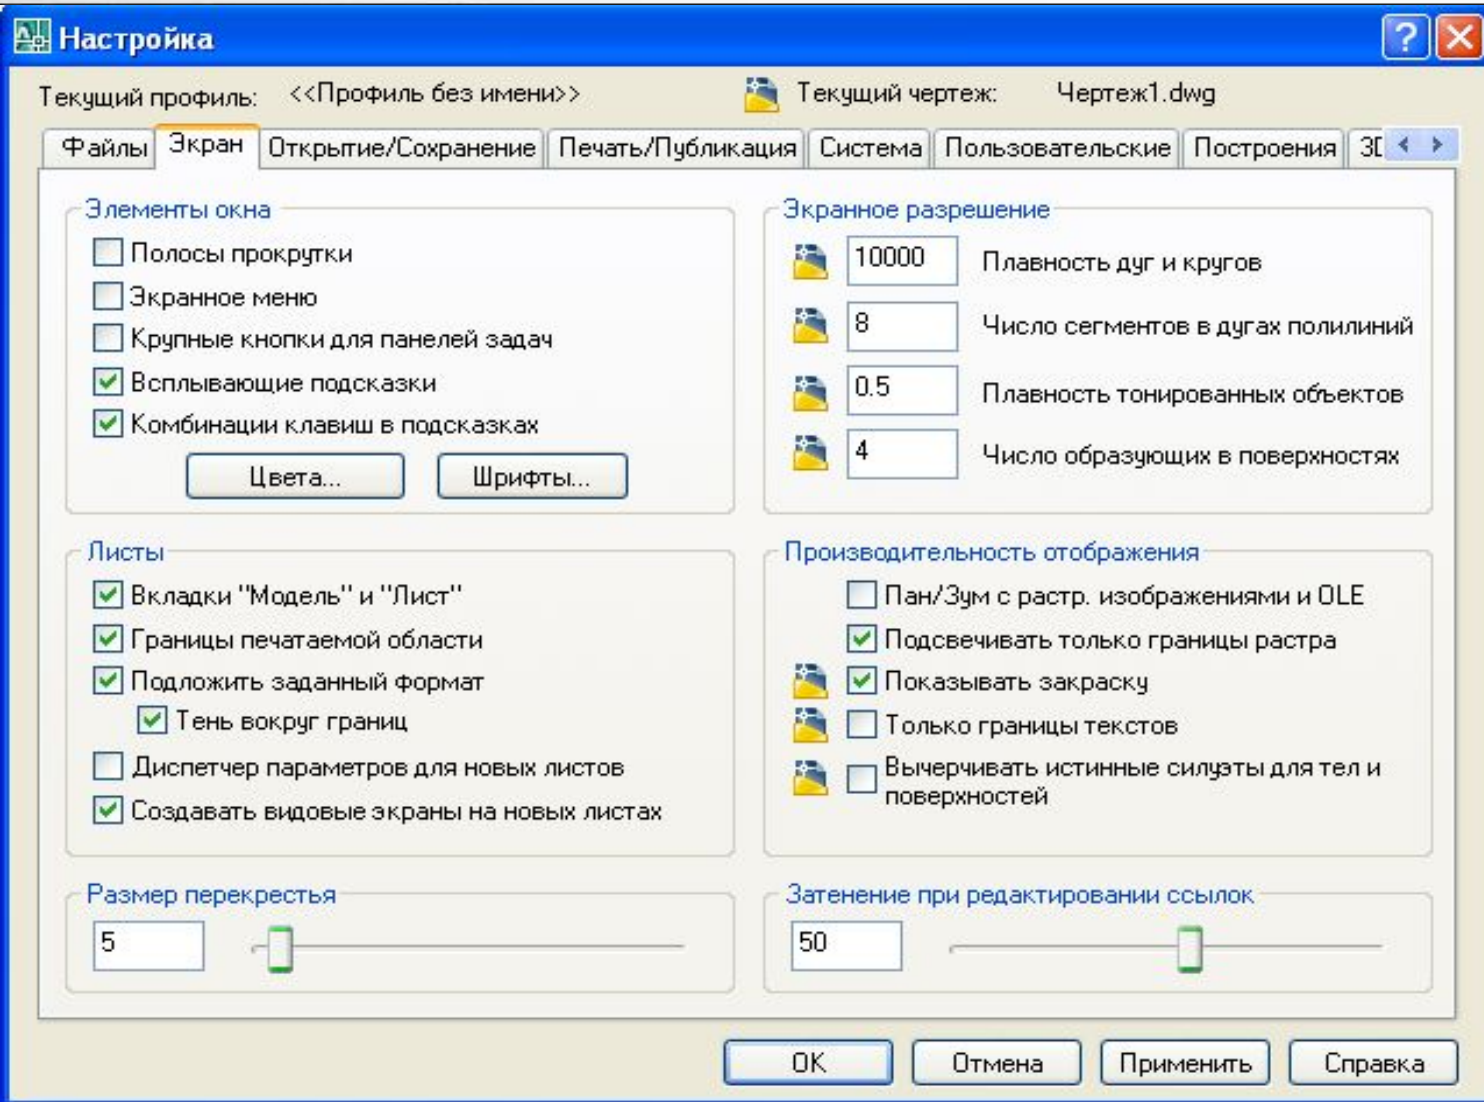 Настройка
Текущий профиль: <<Профиль без имени>> Текущий чертеж: Чертеж1.dwg
Файлы Экран Открытие/Сохранение Печать/Публикация Система Пользовательские Построения 3D
Элементы окна
Полосы прокрутки
Экранное меню
Крупные кнопки для панелей задач
Всплывающие подсказки
Комбинации клавиш в подсказках
Цвета... Шрифты...
Экранное разрешение
10000 Плавность дуг и кругов
8 Число сегментов в дугах полилиний
0.5 Плавность тонированных объектов
4 Число образующих в поверхностях
Листы
Вкладки "Модель" и "Лист"
Границы печатаемой области
Подложить заданный формат
Тень вокруг границ
Диспетчер параметров для новых листов
Создавать видовые экраны на новых листах
Производительность отображения
Пан/Зум с растр. изображениями и OLE
Подсвечивать только границы растра
Показывать закраску
Только границы текстов
Вычерчивать истинные силуэты для тел и
поверхностей
Размер перекрестья
5
Затенение при редактировании ссылок
50
OK Отмена Применить Справка